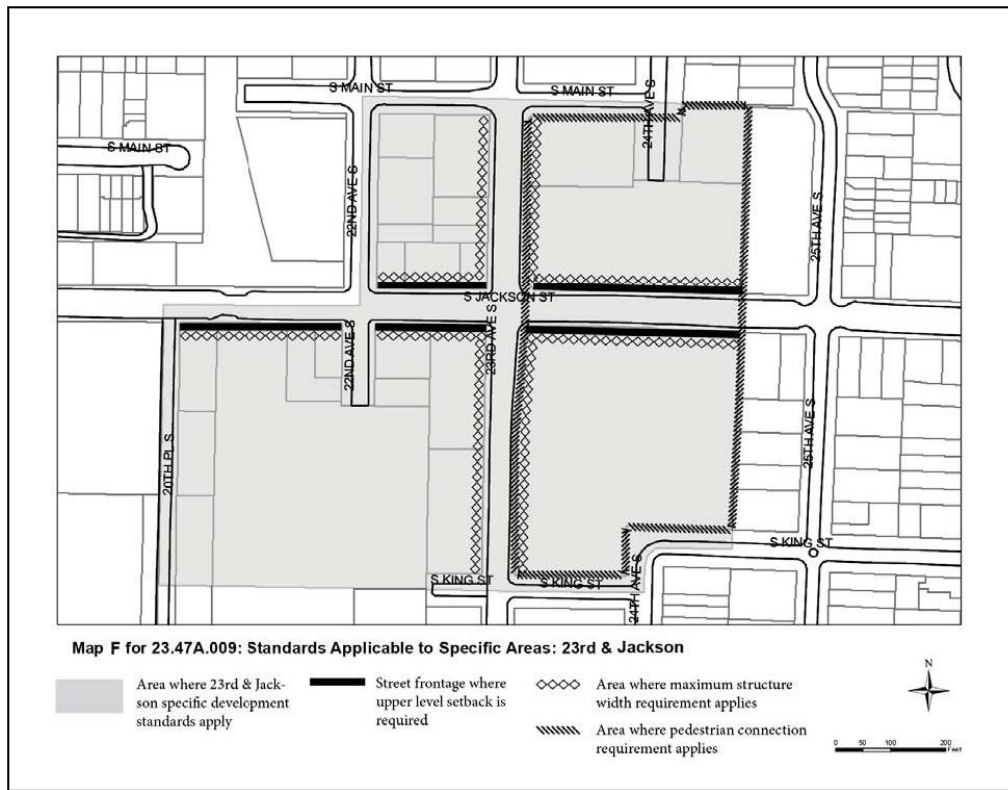 S MAIN ST
S MAIN ST
24TH AVE S
S MAIN ST
22ND AVE S
25TH AVE S
S JACKSON ST
22ND AVE S
23RD AVE S
20TH PL S
25TH AVE S
S KING ST
S KING ST
S KING ST
24TH AVE S
Map F for 23.47A.009: Standards Applicable to Specific Areas: 23rd & Jackson
Area where 23rd & Jack-
son specific development
standards apply
Street frontage where
upper level setback is
required
Area where maximum structure
width requirement applies
Area where pedestrian connection
requirement applies
N
0 50 100 200
Feet